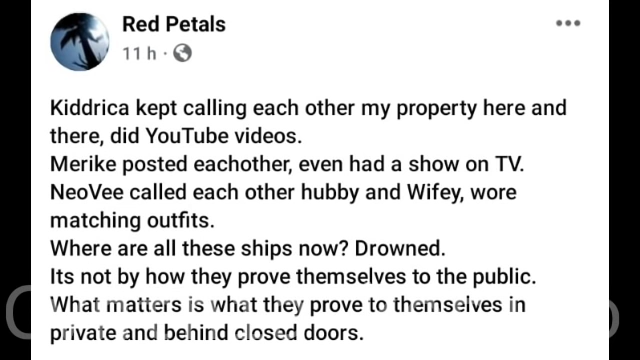 Red Petals
11 h ·
Kiddrica kept calling each other my property here and
there, did YouTube videos.
Merike posted eachother, even had a show on TV.
NeoVee called each other hubby and Wifey, wore
matching outfits.
Where are all these ships now? Drowned.
Its not by how they prove themselves to the public.
What matters is what they prove to themselves in
private and behind closed doors.